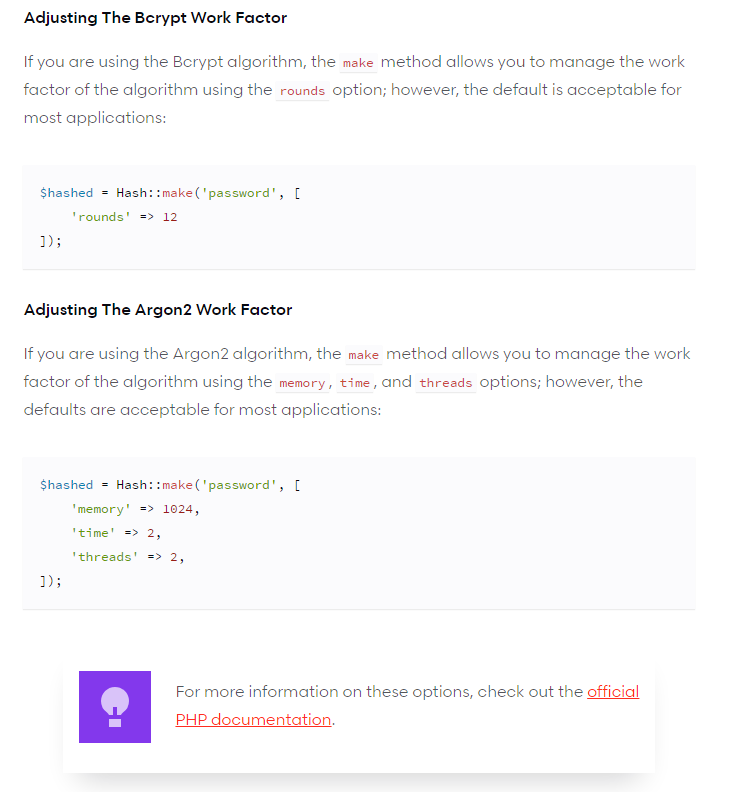 Adjusting The Bcrypt Work Factor
If you are using the Bcrypt algorithm, the make method allows you to manage the work
factor of the algorithm using the rounds option; however, the default is acceptable for
most applications:
$hashed = Hash::make('password', [
    'rounds' => 12
]);
Adjusting The Argon2 Work Factor
If you are using the Argon2 algorithm, the make method allows you to manage the work
factor of the algorithm using the memory, time, and threads options; however, the
defaults are acceptable for most applications:
$hashed = Hash::make('password', [
    'memory' => 1024,
    'time' => 2,
    'threads' => 2,
]);
For more information on these options, check out the official
PHP documentation.